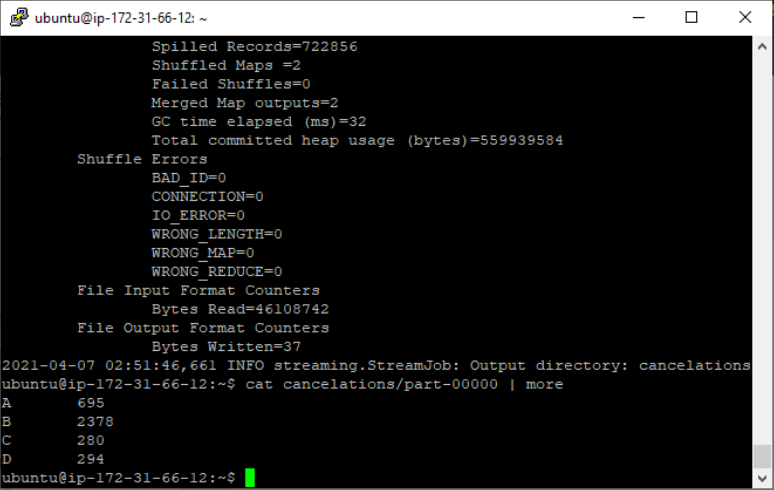 ubuntu@ip-172-31-66-12: ~
Spilled Records=722856
Shuffled Maps =2
Failed Shuffles=0
Merged Map outputs=2
GC time elapsed (ms)=32
Total committed heap usage (bytes)=559939584
Shuffle Errors
BAD_ID=0
CONNECTION=0
IO_ERROR=0
WRONG_LENGTH=0
WRONG_MAP=0
WRONG_REDUCE=0
File Input Format Counters
Bytes Read=46108742
File Output Format Counters
Bytes Written=37
2021-04-07 02:51:46,661 INFO streaming.StreamJob: Output directory: cancelations
ubuntu@ip-172-31-66-12:~$ cat cancelations/part-00000 | more
A 695
B 2378
C 280
D 294
ubuntu@ip-172-31-66-12:~$